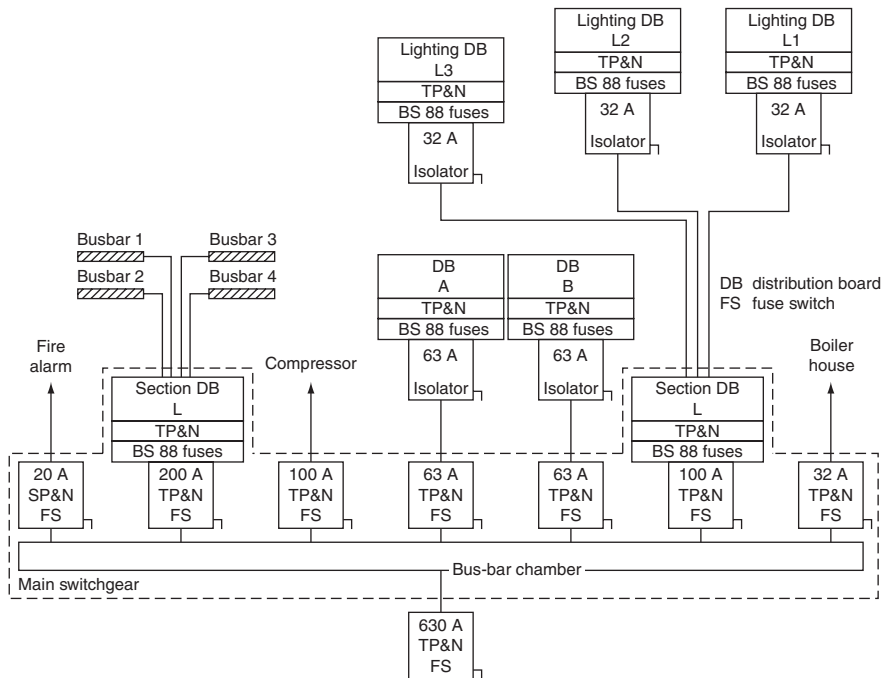 Lighting DB
L3
TP&N
BS 88 fuses
32 A
Isolator
Lighting DB
L2
TP&N
BS 88 fuses
32 A
Isolator
Lighting DB
L1
TP&N
BS 88 fuses
32 A
Isolator
Busbar 1
Busbar 3
Busbar 2
Busbar 4
DB
A
TP&N
BS 88 fuses
63 A
Isolator
DB
B
TP&N
BS 88 fuses
63 A
Isolator
DB distribution board
FS fuse switch
Fire
alarm
Compressor
Boiler
house
Section DB
L
TP&N
BS 88 fuses
Section DB
L
TP&N
BS 88 fuses
20 A
SP&N
FS
200 A
TP&N
FS
100 A
TP&N
FS
63 A
TP&N
FS
63 A
TP&N
FS
100 A
TP&N
FS
32 A
TP&N
FS
Bus-bar chamber
Main switchgear
630 A
TP&N
FS